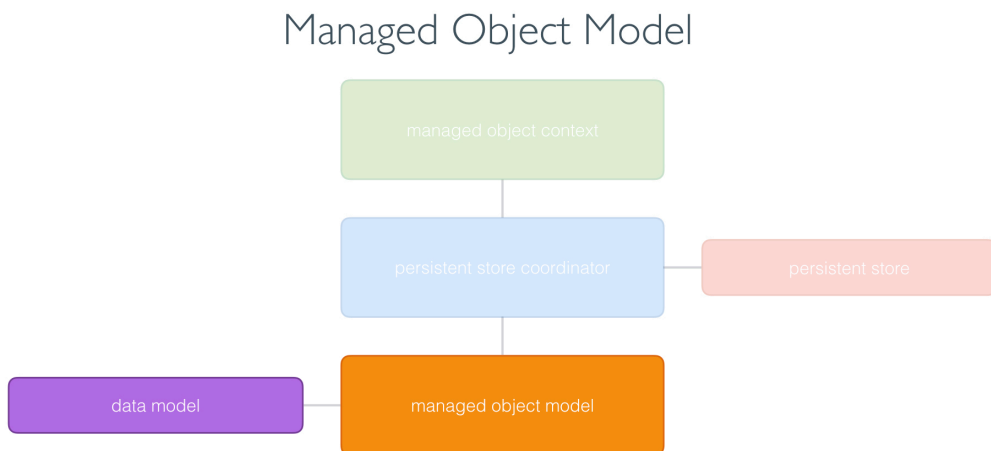 Managed Object Model
managed object context
persistent store coordinator
persistent store
data model
managed object model